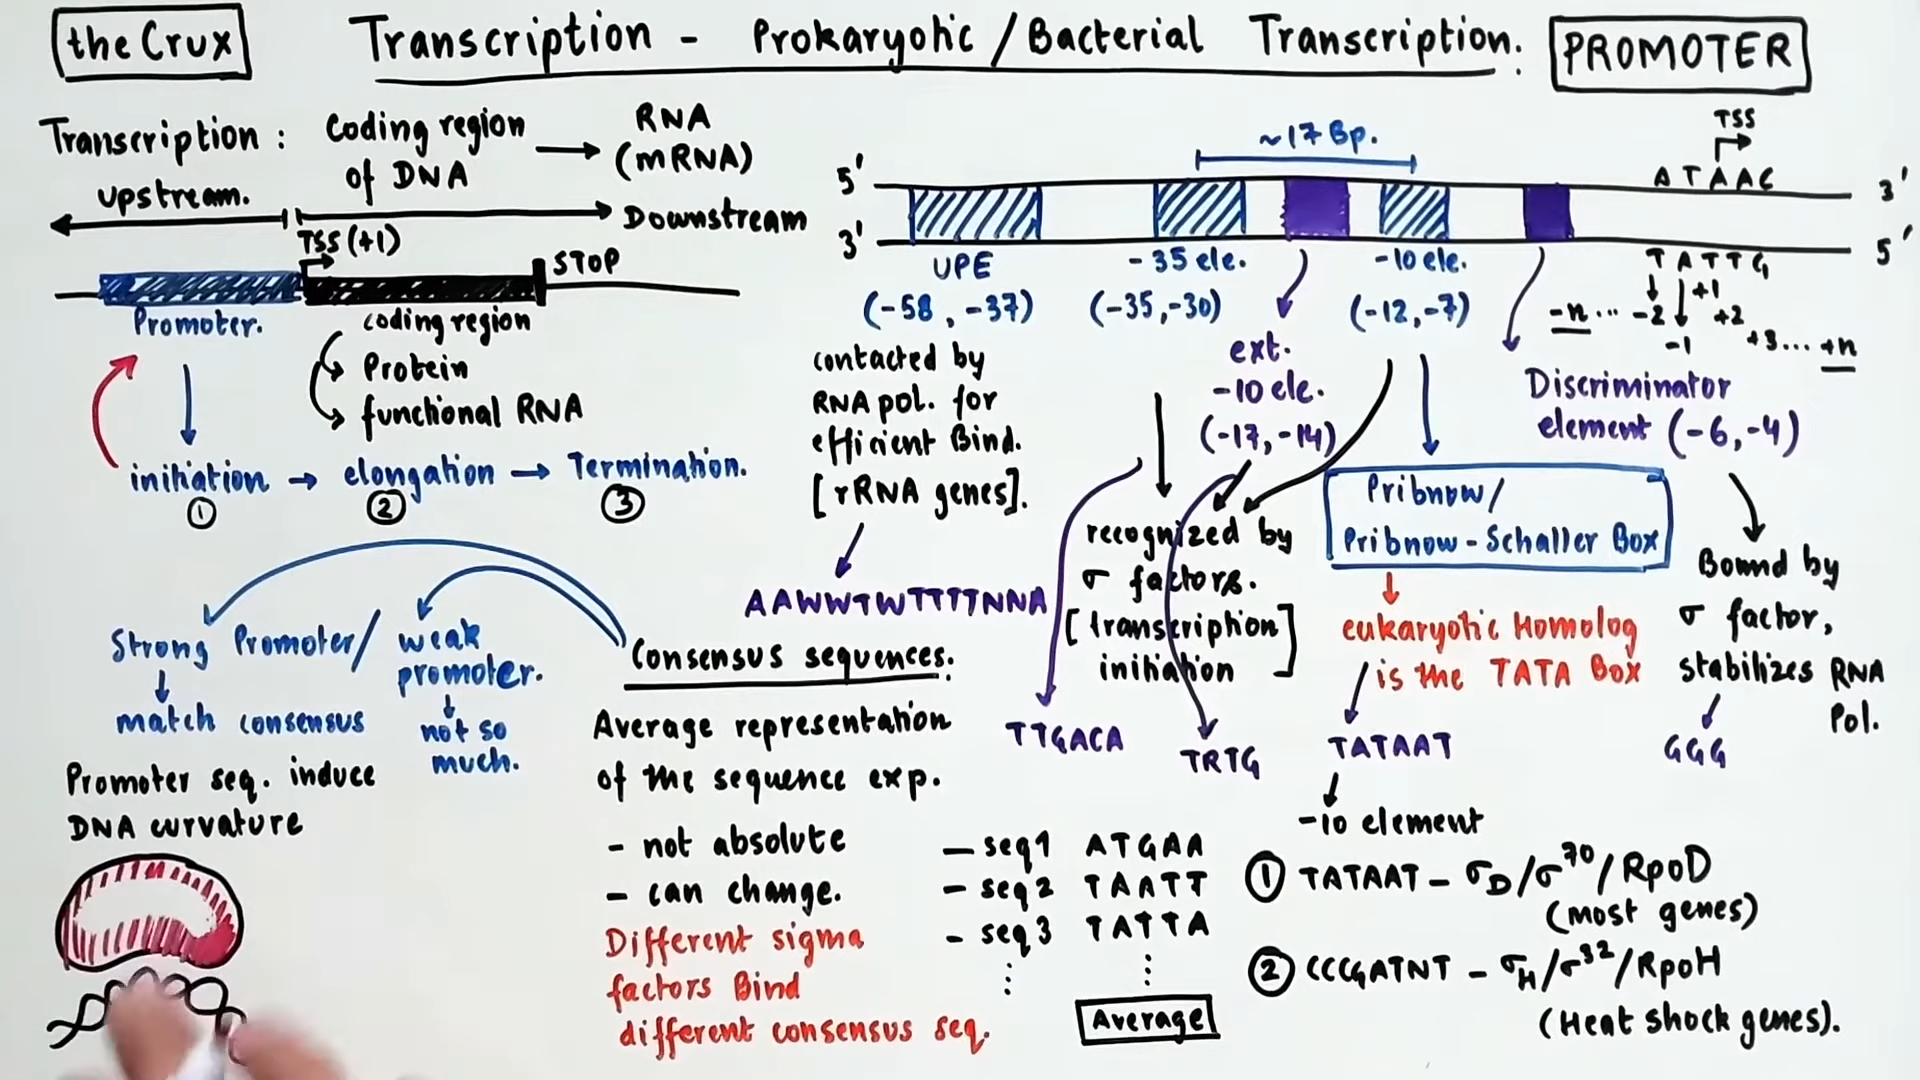 the Crux
Transcription - Prokaryotic / Bacterial Transcription.
PROMOTER
Transcription :
Coding region
of DNA
RNA
(mRNA)
upstream.
Downstream
TSS (+1)
STOP
Promoter.
coding region
Protein
functional RNA
initiation → elongation → Termination.
1
2
3
~17 Bp.
TSS
5'
ATAAC
3'
3'
TATTG
5'
UPE
(-58, -37)
-35 ele.
(-35,-30)
-10 ele.
(-12,-7)
-n... -2
-1
+1
+2
+3... +n
contacted by
RNA pol. for
efficient Bind.
[rRNA genes].
AAWWTWTTTTNNA
ext.
-10 ele.
(-17, -14)
Discriminator
element (-6,-4)
recognized by
σ factors.
[transcription
initiation]
Pribnow/
Pribnow-Schaller Box
eukaryotic Homolog
is the TATA Box
Bound by
σ factor,
stabilizes RNA
Pol.
TTGACA
TRTG
TATAAT
GGG
-10 element
Strong Promoter/
weak
promoter.
match consensus
not so
much.
Promoter seq. induce
DNA curvature
Consensus sequences.
Average representation
of the sequence exp.
- not absolute
- can change.
Different sigma
factors Bind
different consensus seq.
- seq1 ATGAA
- seq2 TAATT
- seq3 TATTA
Average
① TATAAT - σD/σ70/RpoD
(most genes)
② CCCGATNT - σH/σ32/RpoH
(Heat shock genes).